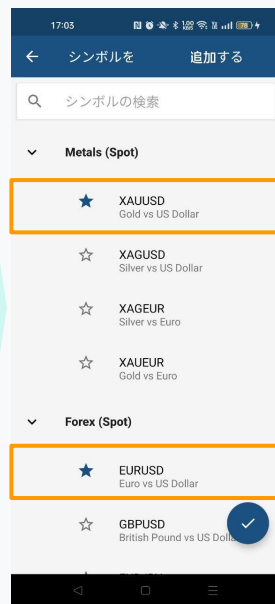 17:03
シンボルを 追加する
シンボルの検索
Metals (Spot)
XAUUSD
Gold vs US Dollar
XAGUSD
Silver vs US Dollar
XAGEUR
Silver vs Euro
XAUEUR
Gold vs Euro
Forex (Spot)
EURUSD
Euro vs US Dollar
GBPUSD
British Pound vs US